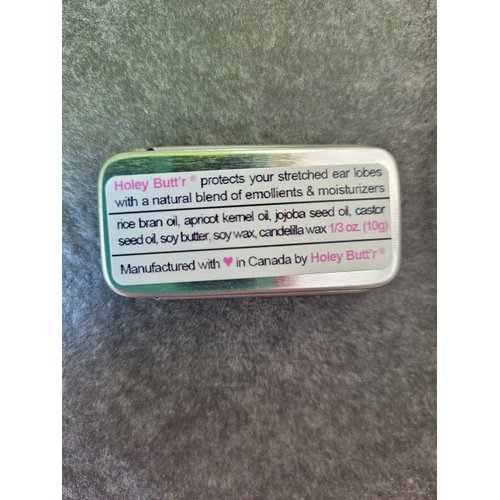 Holey Butt'r ® protects your stretched ear lobes
with a natural blend of emollients & moisturizers
rice bran oil, apricot kernel oil, jojoba seed oil, castor
seed oil, soy butter, soy wax, candelilla wax 1/3 oz. (10g)
Manufactured with ♥ in Canada by Holey Butt'r ®